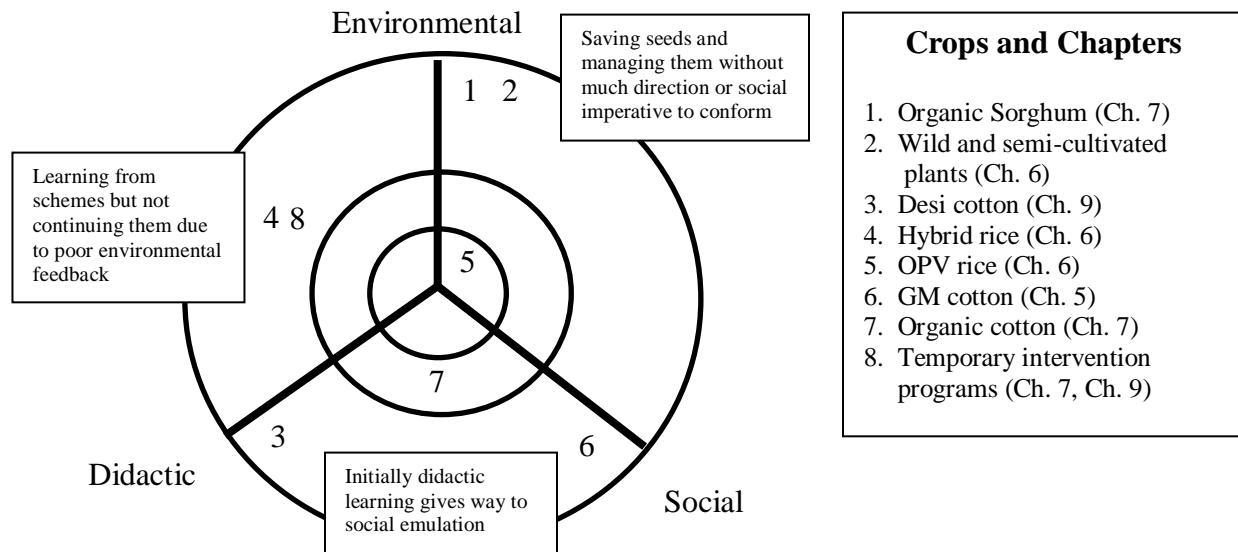 Environmental
Saving seeds and
managing them without
much direction or social
imperative to conform
1 2
Learning from
schemes but not
continuing them due
to poor environmental
feedback
4 8
5
7
3
6
Didactic
Initially didactic
learning gives way to
social emulation
Social
Crops and Chapters
1. Organic Sorghum (Ch. 7)
2. Wild and semi-cultivated
plants (Ch. 6)
3. Desi cotton (Ch. 9)
4. Hybrid rice (Ch. 6)
5. OPV rice (Ch. 6)
6. GM cotton (Ch. 5)
7. Organic cotton (Ch. 7)
8. Temporary intervention
programs (Ch. 7, Ch. 9)